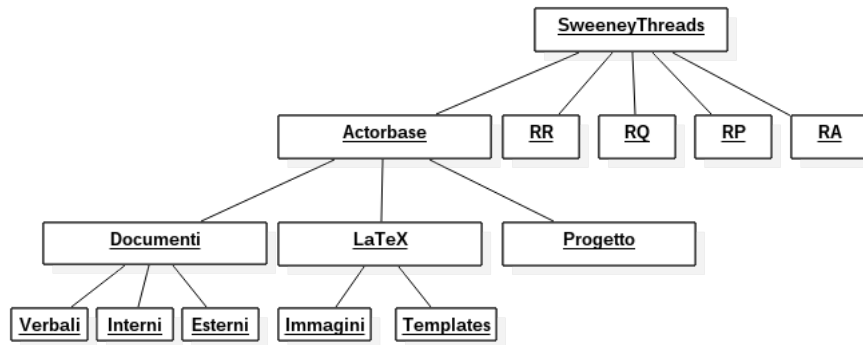 SweeneyThreads
Actorbase
RR
RQ
RP
RA
Documenti
LaTeX
Progetto
Verbali
Interni
Esterni
Immagini
Templates